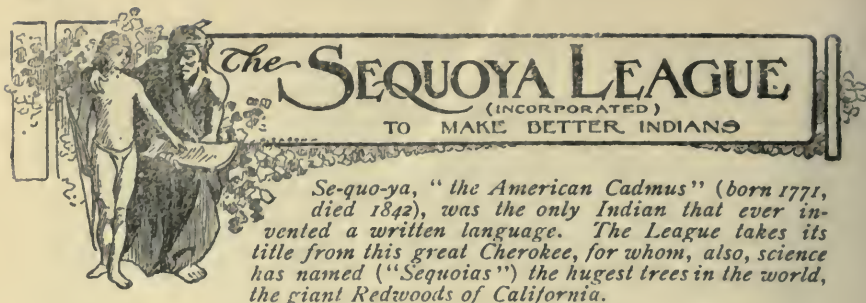 The SEQUOYA LEAGUE
(INCORPORATED)
TO MAKE BETTER INDIANS
Se-quo-ya, "the American Cadmus" (born 1771,
died 1842), was the only Indian that ever in-
vented a written language. The League takes its
title from this great Cherokee, for whom, also, science
has named ("Sequoias") the hugest trees in the world,
the giant Redwoods of California.